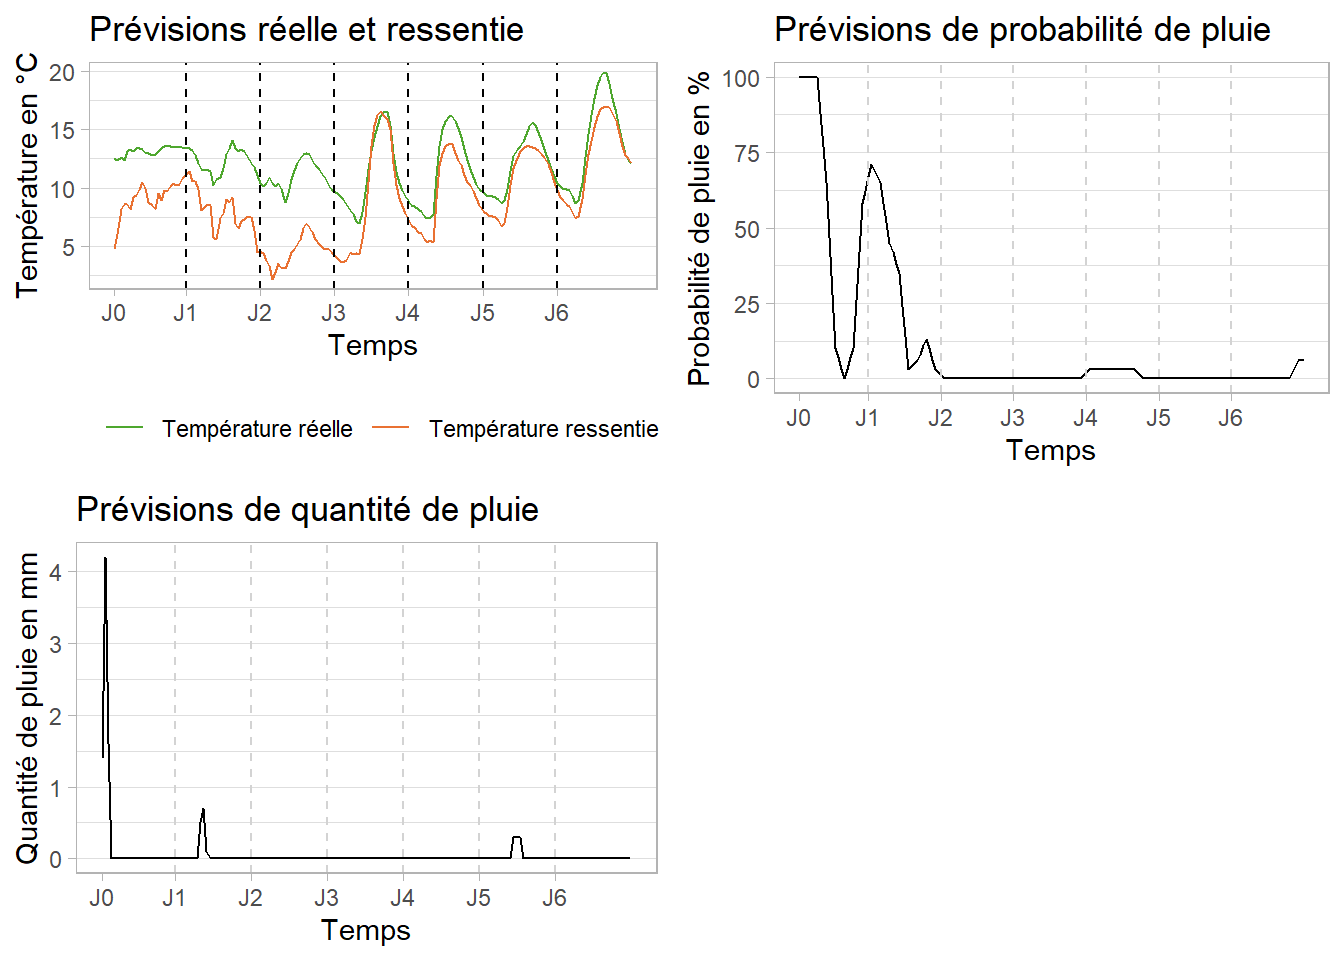 Prévisions réelle et ressentie
Température en °C
20
15
10
5
J0 J1 J2 J3 J4 J5 J6
Temps
Température réelle Température ressentie
Prévisions de probabilité de pluie
Probabilité de pluie en %
100
75
50
25
0
J0 J1 J2 J3 J4 J5 J6
Temps
Prévisions de quantité de pluie
Quantité de pluie en mm
4
3
2
1
0
J0 J1 J2 J3 J4 J5 J6
Temps